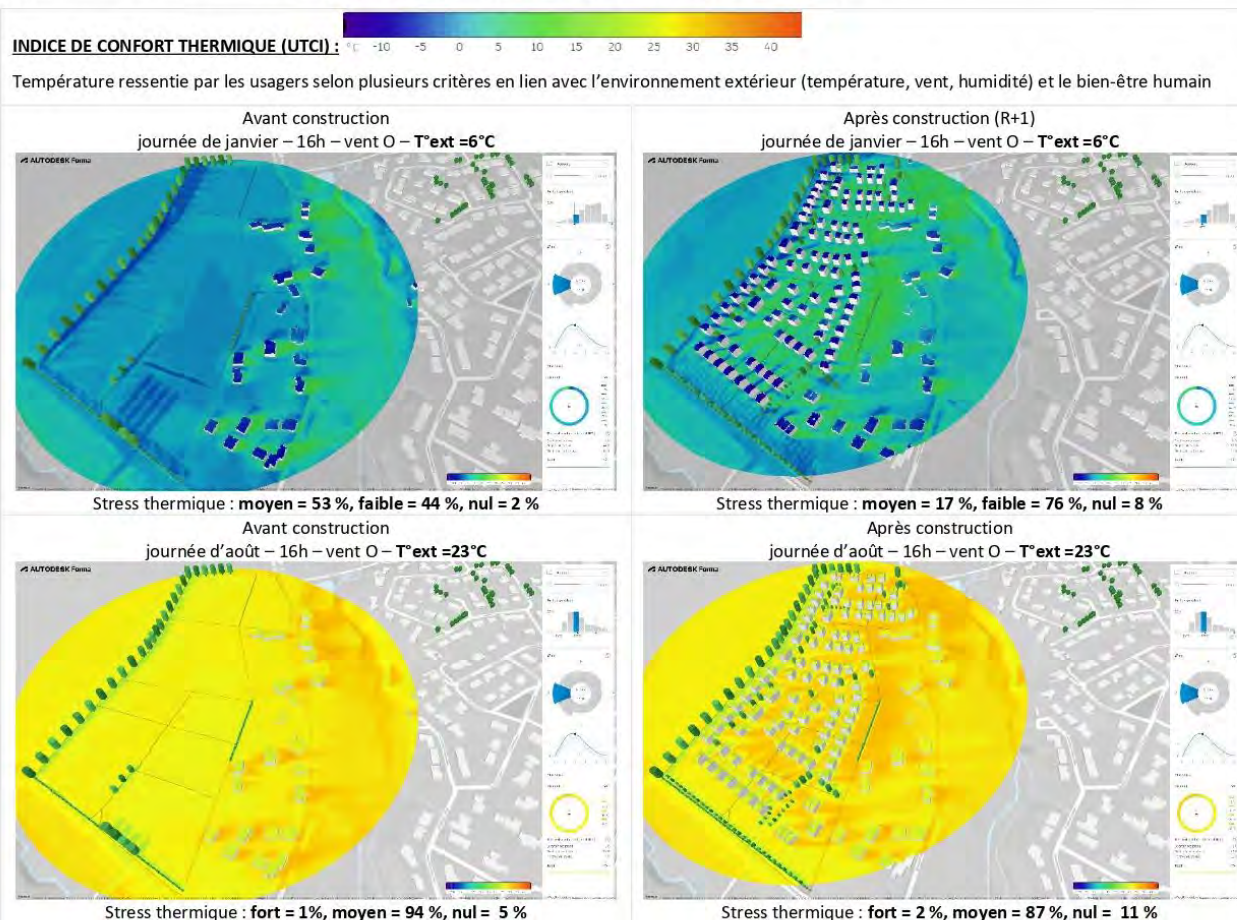 INDICE DE CONFORT THERMIQUE (UTCI) :
°C -10 -5 0 5 10 15 20 25 30 35 40
Température ressentie par les usagers selon plusieurs critères en lien avec l'environnement extérieur (température, vent, humidité) et le bien-être humain
Avant construction
journée de janvier – 16h – vent O – T°ext =6°C
AUTODESK Forma
Stress thermique : moyen = 53 %, faible = 44 %, nul = 2 %
Après construction (R+1)
journée de janvier – 16h – vent O – T°ext =6°C
AUTODESK Forma
Stress thermique : moyen = 17 %, faible = 76 %, nul = 8 %
Avant construction
journée d'août – 16h – vent O – T°ext =23°C
AUTODESK Forma
Stress thermique : fort = 1%, moyen = 94 %, nul = 5 %
Après construction
journée d'août – 16h – vent O – T°ext =23°C
AUTODESK Forma
Stress thermique : fort = 2 %, moyen = 87 %, nul = 11 %